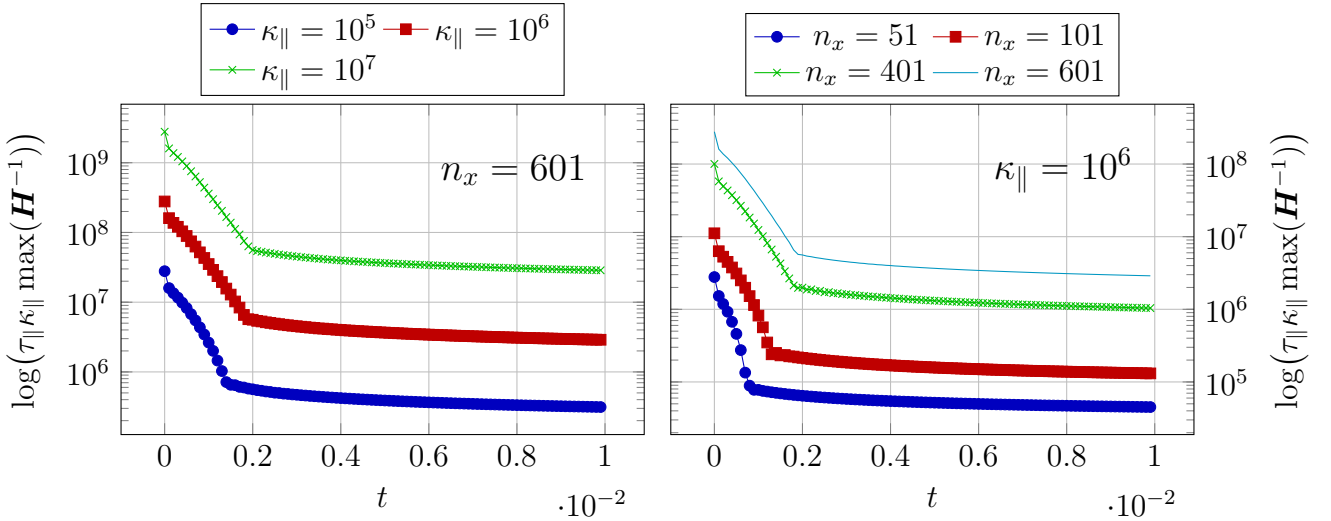 κ∥ = 10^5 κ∥ = 10^6
κ∥ = 10^7
n_x = 51 n_x = 101
n_x = 401 n_x = 601
log(τ∥κ∥ max(H^−1))
10^9
10^8
10^7
10^6
n_x = 601
0 0.2 0.4 0.6 0.8 1
t
·10^−2
κ∥ = 10^6
10^8
10^7
10^6
10^5
log(τ∥κ∥ max(H^−1))
0 0.2 0.4 0.6 0.8 1
t
·10^−2